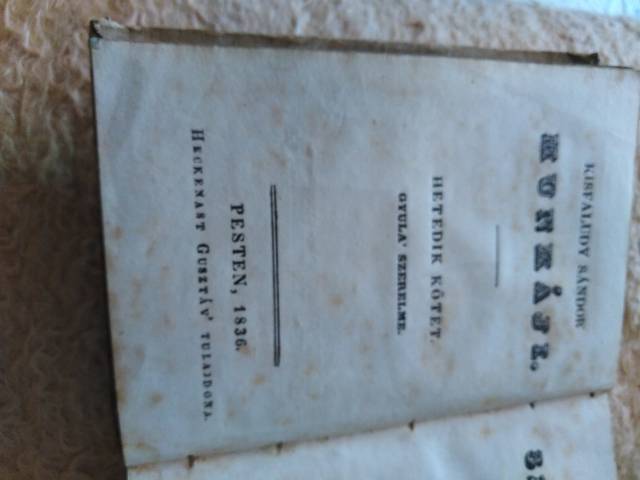 KISFALUDY SÁNDOR
MUNKÁJI.
HETEDIK KÖTET.
GYULA' SZERELME.
PESTEN, 1836.
HECKENAST GUSZTÁV' TULAJDONA.